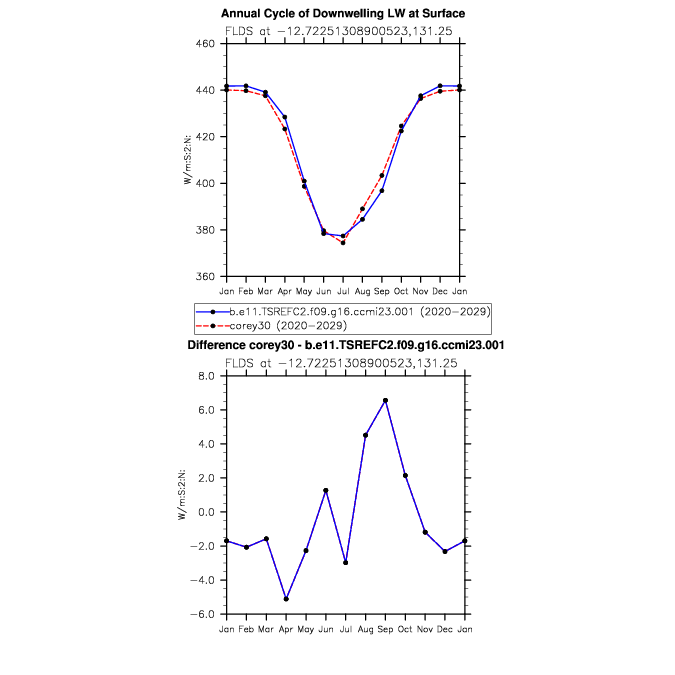 Annual Cycle of Downwelling LW at Surface
FLDS at −12.72251308900523,131.25
460
440
420
400
380
360
W/m:S:2:N:
Jan Feb Mar Apr May Jun Jul Aug Sep Oct Nov Dec Jan
b.e11.TSREFC2.f09.g16.ccmi23.001 (2020−2029)
corey30 (2020−2029)
Difference corey30 - b.e11.TSREFC2.f09.g16.ccmi23.001
FLDS at −12.72251308900523,131.25
8.0
6.0
4.0
2.0
0.0
−2.0
−4.0
−6.0
W/m:S:2:N:
Jan Feb Mar Apr May Jun Jul Aug Sep Oct Nov Dec Jan